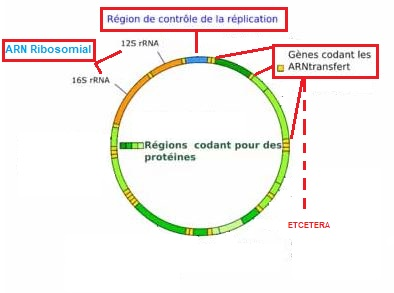 Région de contrôle de la réplication
ARN Ribosomial
12S rRNA
16S rRNA
Gènes codant les
ARNtransfert
Régions codant pour des
protéines
ETCETERA